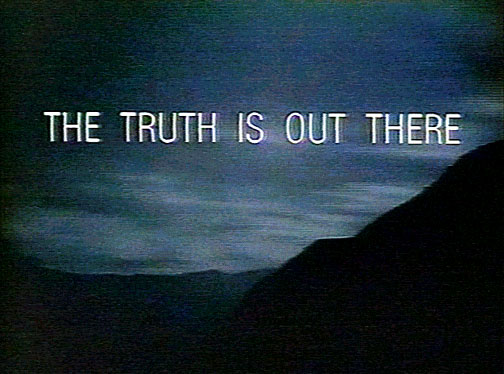 THE TRUTH IS OUT THERE